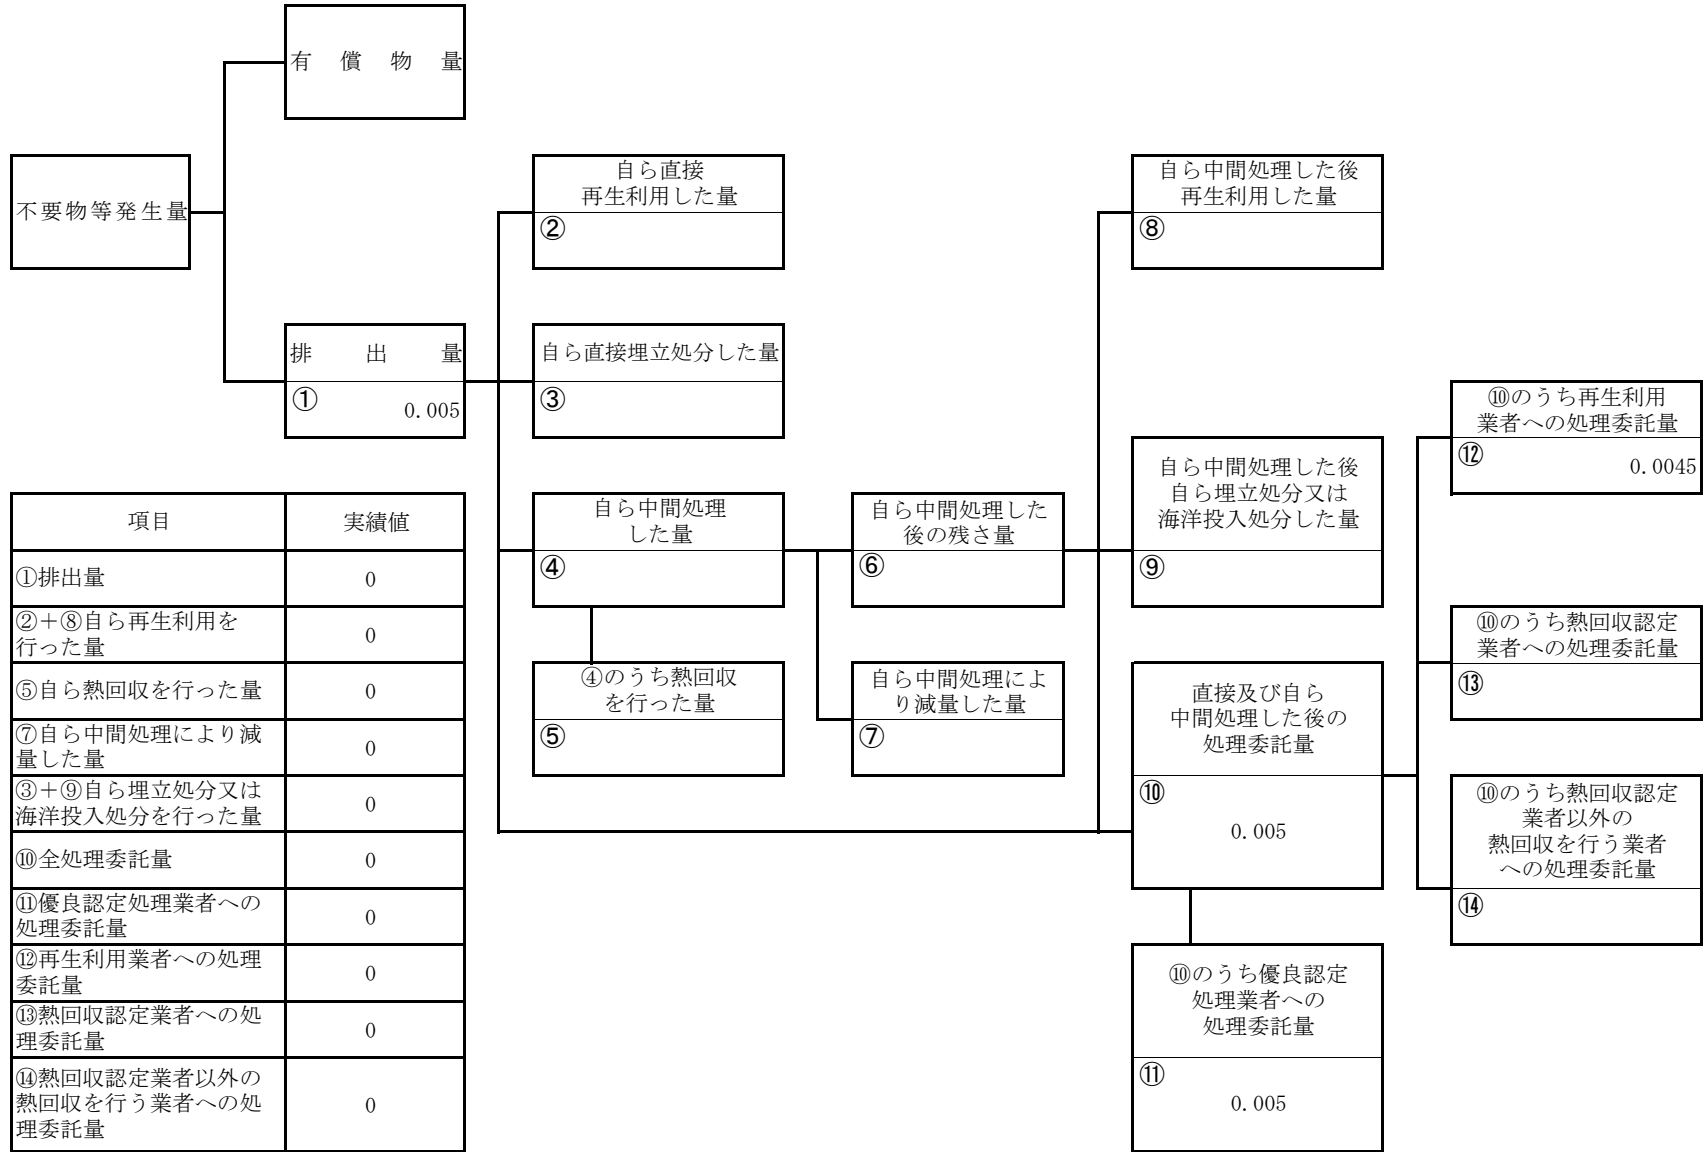 有償物量
不要物等発生量
自ら直接
再生利用した量
②
自ら中間処理した後
再生利用した量
⑧
排出量
①
0.005
自ら直接埋立処分した量
③
⑩のうち再生利用
業者への処理委託量
⑫
0.0045
自ら中間処理した後
自ら埋立処分又は
海洋投入処分した量
⑨
自ら中間処理
した量
④
自ら中間処理した
後の残さ量
⑥
⑩のうち熱回収認定
業者への処理委託量
⑬
④のうち熱回収
を行った量
⑤
自ら中間処理によ
り減量した量
⑦
直接及び自ら
中間処理した後の
処理委託量
⑩
0.005
⑩のうち熱回収認定
業者以外の
熱回収を行う業者
への処理委託量
⑭
⑩のうち優良認定
処理業者への
処理委託量
⑪
0.005
項目 実績値
①排出量 0
②＋⑧自ら再生利用を
行った量 0
⑤自ら熱回収を行った量 0
⑦自ら中間処理により減
量した量 0
③＋⑨自ら埋立処分又は
海洋投入処分を行った量 0
⑩全処理委託量 0
⑪優良認定処理業者への
処理委託量 0
⑫再生利用業者への処理
委託量 0
⑬熱回収認定業者への処
理委託量 0
⑭熱回収認定業者以外の
熱回収を行う業者への処
理委託量 0